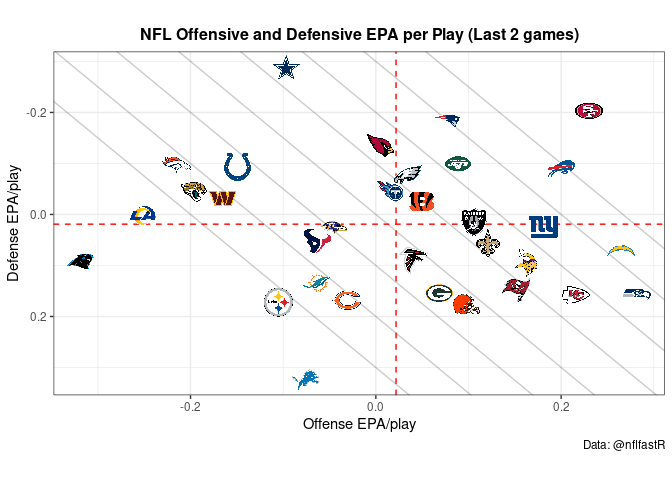 NFL Offensive and Defensive EPA per Play (Last 2 games)
-0.2
0.0
0.2
Defense EPA/play
-0.2
0.0
0.2
Offense EPA/play
Data: @nflfastR